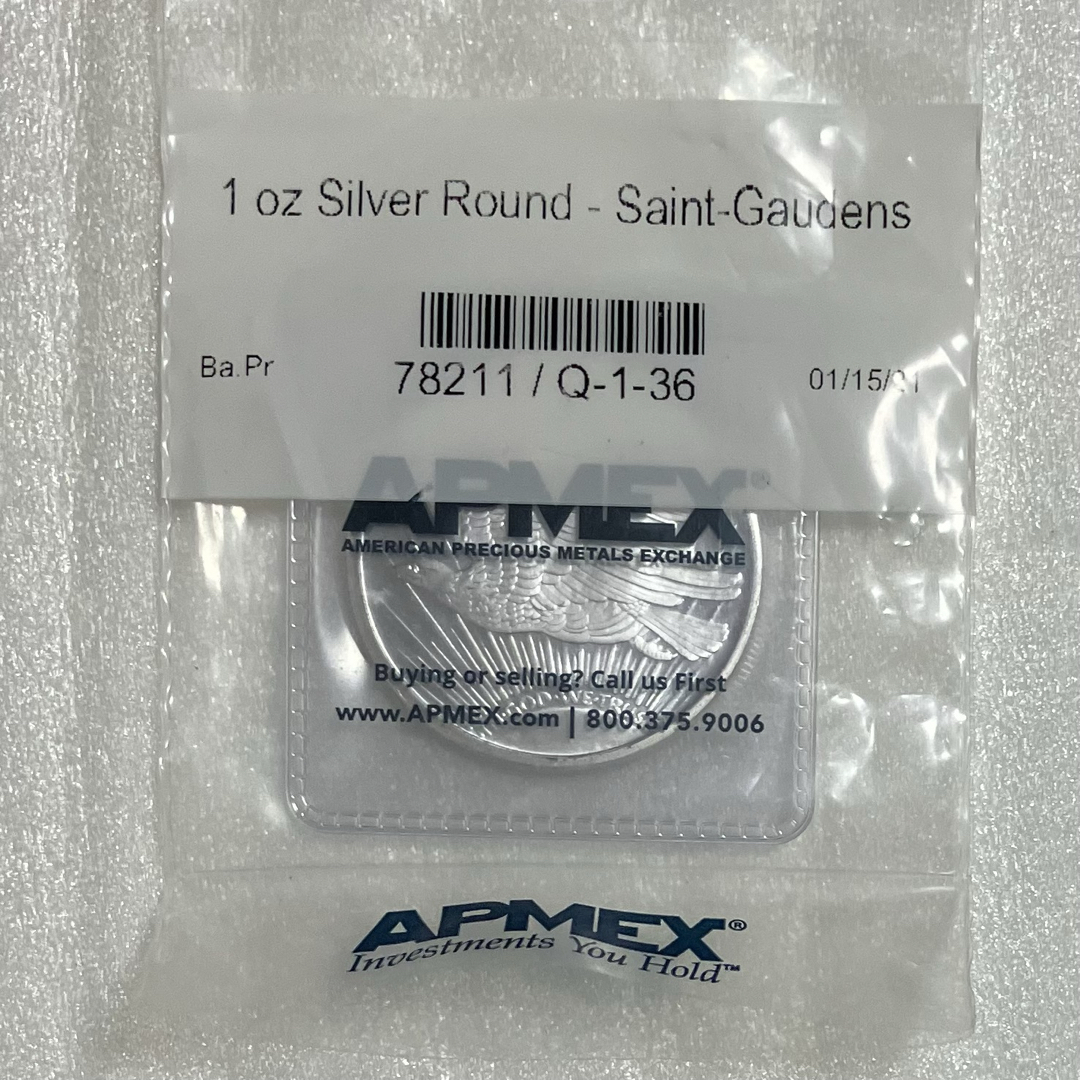 1 oz Silver Round - Saint-Gaudens
Ba.Pr
78211 / Q-1-36
APMEX®
AMERICAN PRECIOUS METALS EXCHANGE
Buying or selling? Call us First
www.APMEX.com | 800.375.9006
APMEX®
Investments You Hold™